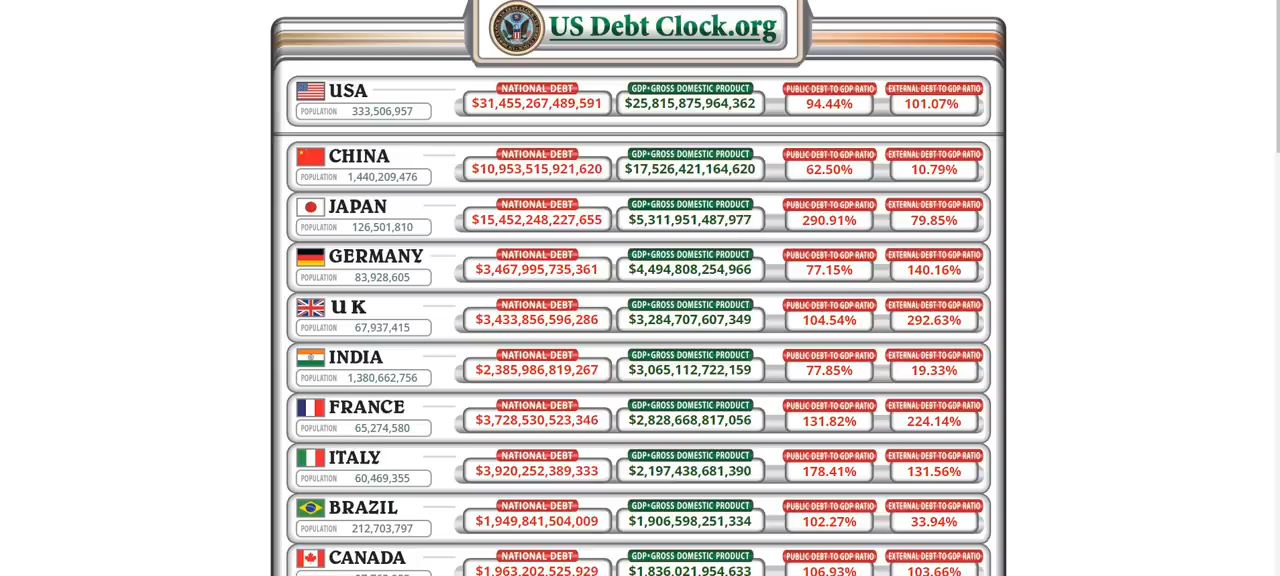 US Debt Clock.org
USA
NATIONAL DEBT GDP•GROSS DOMESTIC PRODUCT PUBLIC DEBT TO GDP RATIO EXTERNAL DEBT TO GDP RATIO
POPULATION 333,506,957 $31,455,267,489,591 $25,815,875,964,362 94.44% 101.07%
CHINA
NATIONAL DEBT GDP•GROSS DOMESTIC PRODUCT PUBLIC DEBT TO GDP RATIO EXTERNAL DEBT TO GDP RATIO
POPULATION 1,440,209,476 $10,953,515,921,620 $17,526,421,164,620 62.50% 10.79%
JAPAN
NATIONAL DEBT GDP•GROSS DOMESTIC PRODUCT PUBLIC DEBT TO GDP RATIO EXTERNAL DEBT TO GDP RATIO
POPULATION 126,501,810 $15,452,248,227,655 $5,311,951,487,977 290.91% 79.85%
GERMANY
NATIONAL DEBT GDP•GROSS DOMESTIC PRODUCT PUBLIC DEBT TO GDP RATIO EXTERNAL DEBT TO GDP RATIO
POPULATION 83,928,605 $3,467,995,735,361 $4,494,808,254,966 77.15% 140.16%
U K
NATIONAL DEBT GDP•GROSS DOMESTIC PRODUCT PUBLIC DEBT TO GDP RATIO EXTERNAL DEBT TO GDP RATIO
POPULATION 67,937,415 $3,433,856,596,286 $3,284,707,607,349 104.54% 292.63%
INDIA
NATIONAL DEBT GDP•GROSS DOMESTIC PRODUCT PUBLIC DEBT TO GDP RATIO EXTERNAL DEBT TO GDP RATIO
POPULATION 1,380,662,756 $2,385,986,819,267 $3,065,112,722,159 77.85% 19.33%
FRANCE
NATIONAL DEBT GDP•GROSS DOMESTIC PRODUCT PUBLIC DEBT TO GDP RATIO EXTERNAL DEBT TO GDP RATIO
POPULATION 65,274,580 $3,728,530,523,346 $2,828,668,817,056 131.82% 224.14%
ITALY
NATIONAL DEBT GDP•GROSS DOMESTIC PRODUCT PUBLIC DEBT TO GDP RATIO EXTERNAL DEBT TO GDP RATIO
POPULATION 60,469,355 $3,920,252,389,333 $2,197,438,681,390 178.41% 131.56%
BRAZIL
NATIONAL DEBT GDP•GROSS DOMESTIC PRODUCT PUBLIC DEBT TO GDP RATIO EXTERNAL DEBT TO GDP RATIO
POPULATION 212,703,797 $1,949,841,504,009 $1,906,598,251,334 102.27% 33.94%
CANADA
NATIONAL DEBT GDP•GROSS DOMESTIC PRODUCT PUBLIC DEBT TO GDP RATIO EXTERNAL DEBT TO GDP RATIO
$1,963,202,525,929 $1,836,021,954,633 106.93% 103.66%